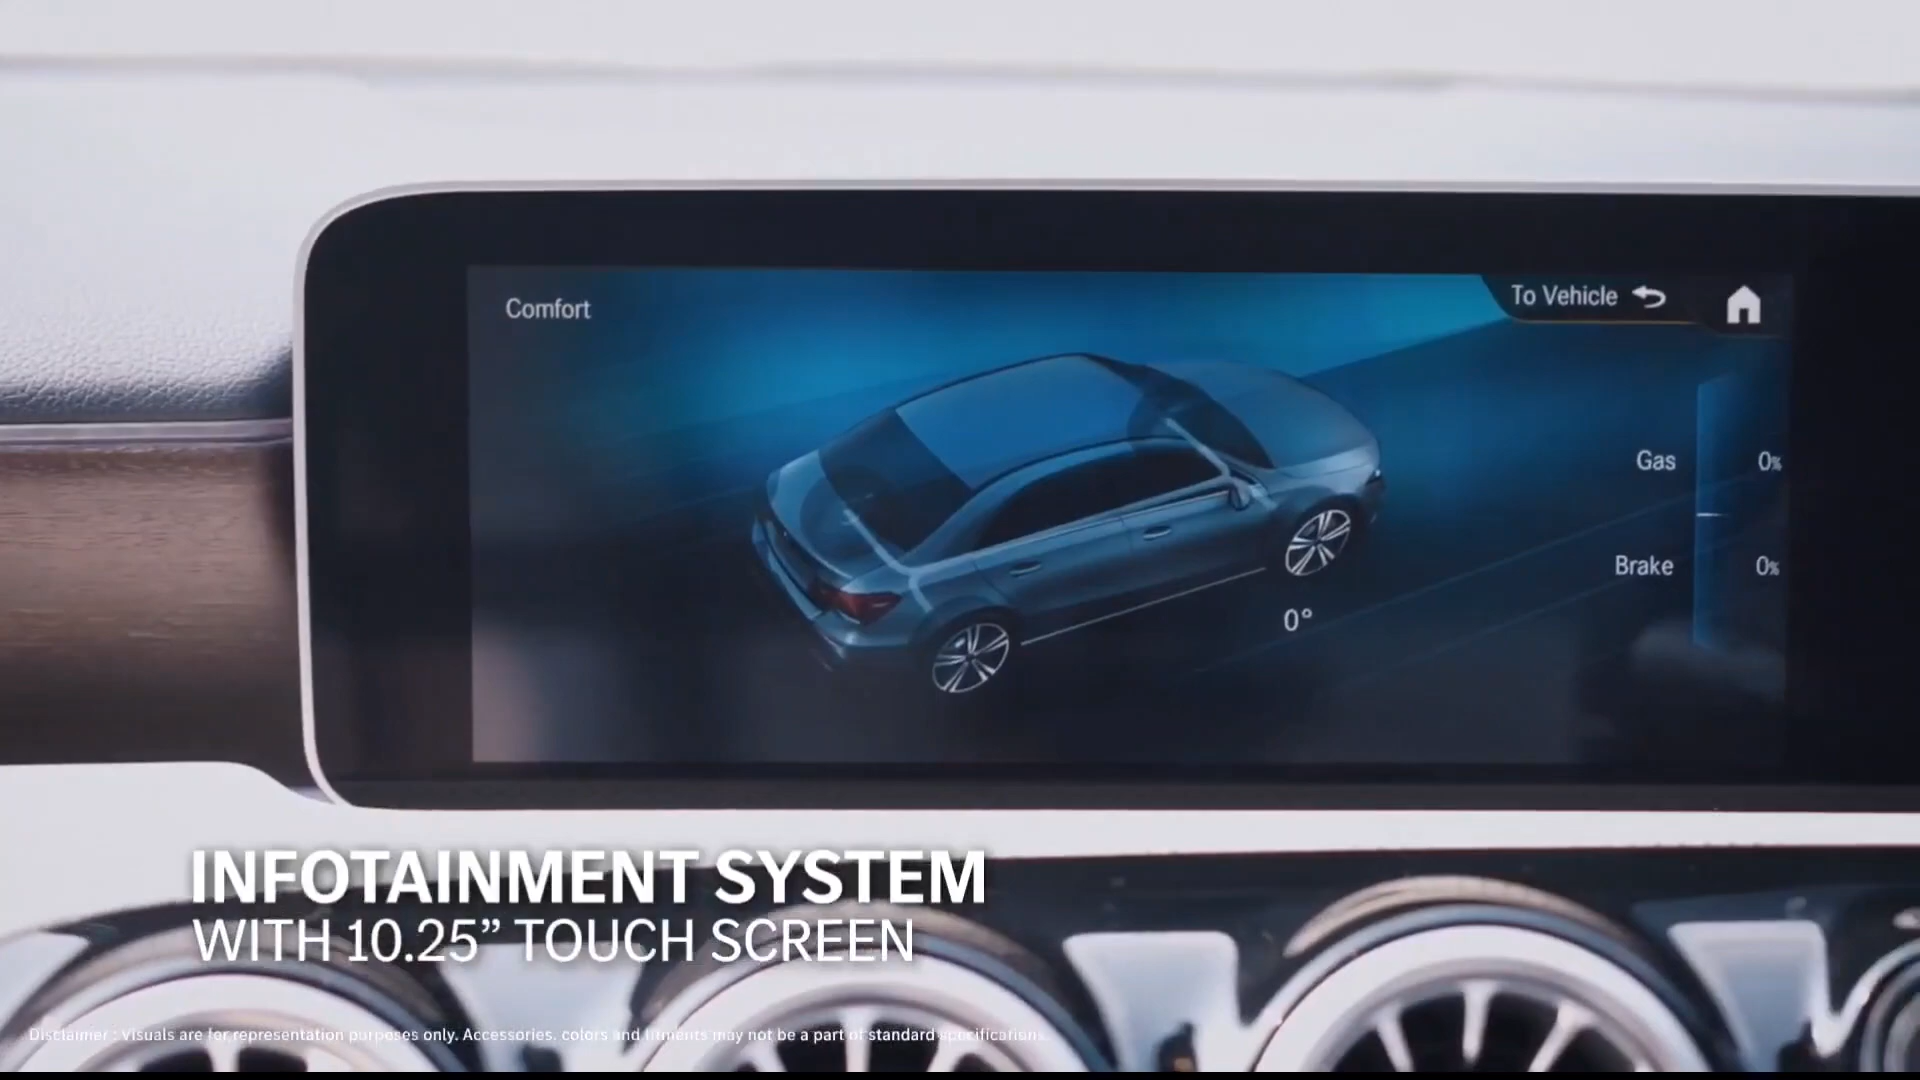 Comfort
To Vehicle
Gas 0%
Brake 0%
0°
INFOTAINMENT SYSTEM
WITH 10.25” TOUCH SCREEN
Disclaimer : Visuals are for representation purposes only. Accessories, colors and fitments may not be a part of standard specifications.